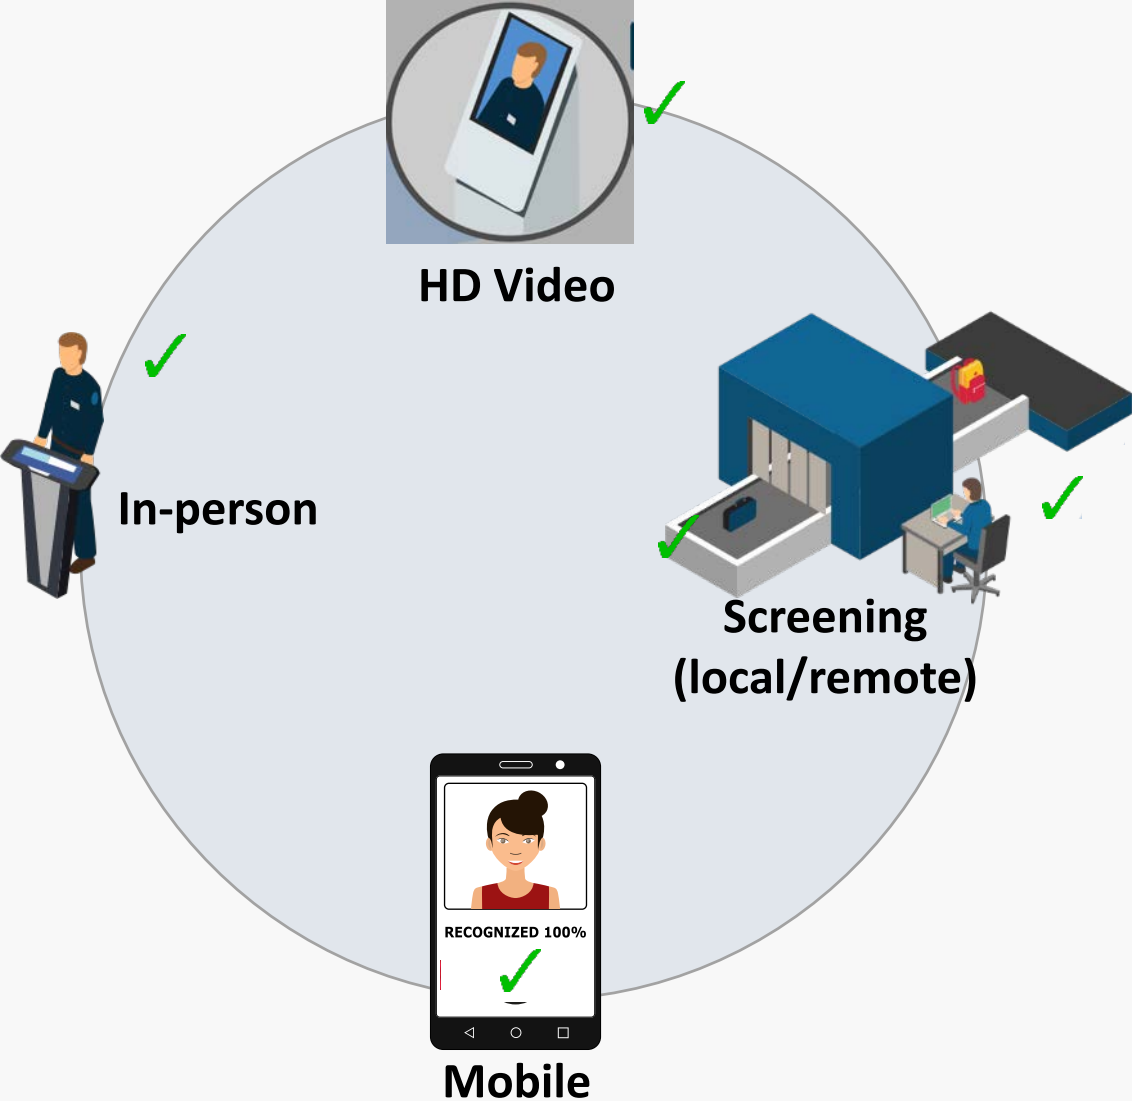 HD Video
In-person
Screening
(local/remote)
RECOGNIZED 100%
Mobile